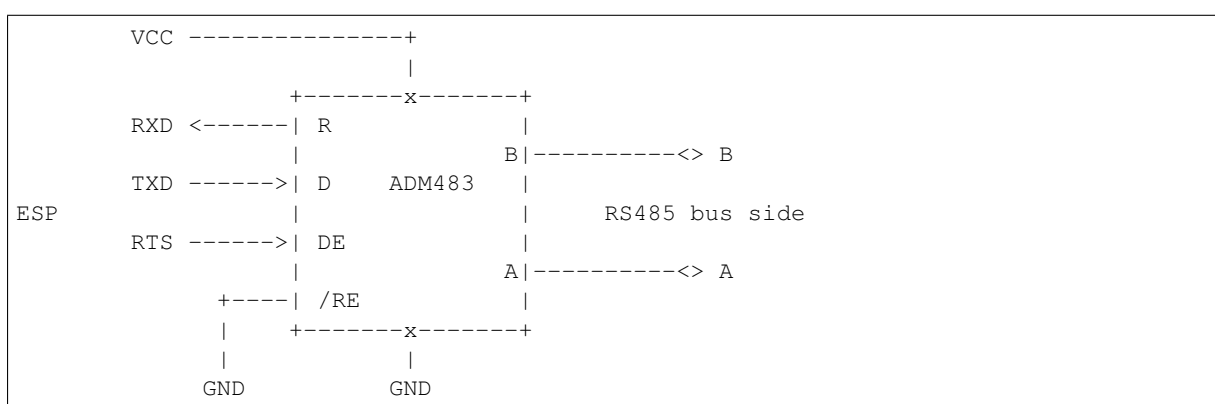 VCC ---------------+
|
+-------x-------+
RXD <------| R |
| B|----------<> B
TXD ------>| D ADM483 |
ESP | | RS485 bus side
RTS ------>| DE |
| A|----------<> A
+----| /RE |
| +-------x-------+
| |
GND GND